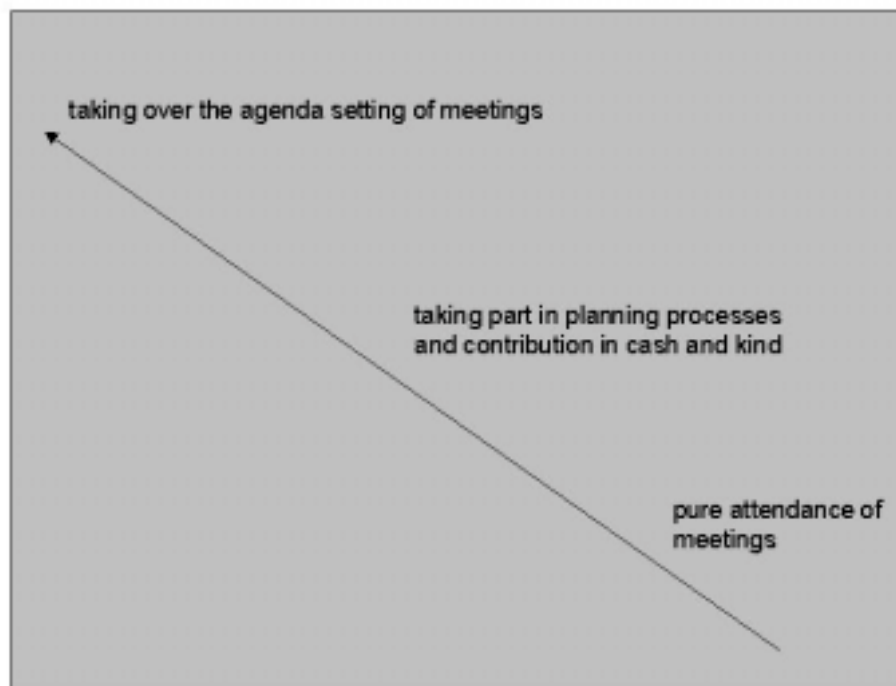 taking over the agenda setting of meetings
taking part in planning processes
and contribution in cash and kind
pure attendance of
meetings